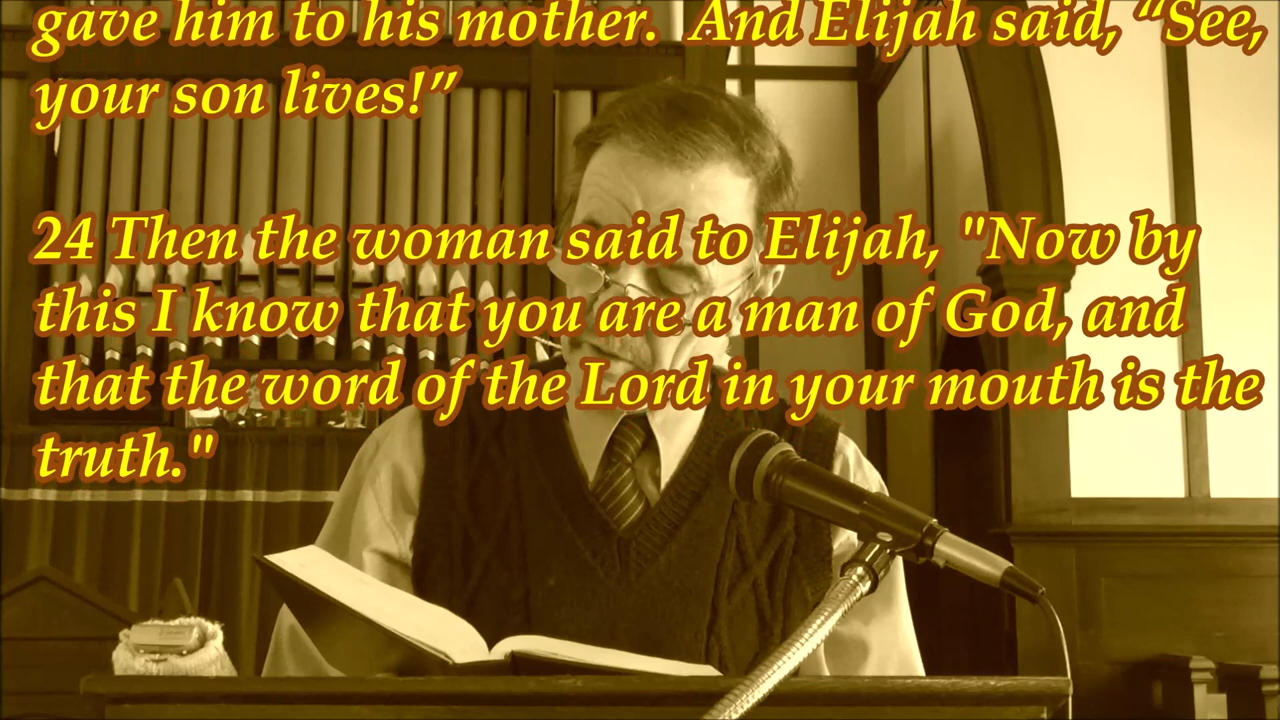 gave him to his mother.  And Elijah said, “See,
your son lives!”
24 Then the woman said to Elijah, "Now by
this I know that you are a man of God, and
that the word of the Lord in your mouth is the
truth."